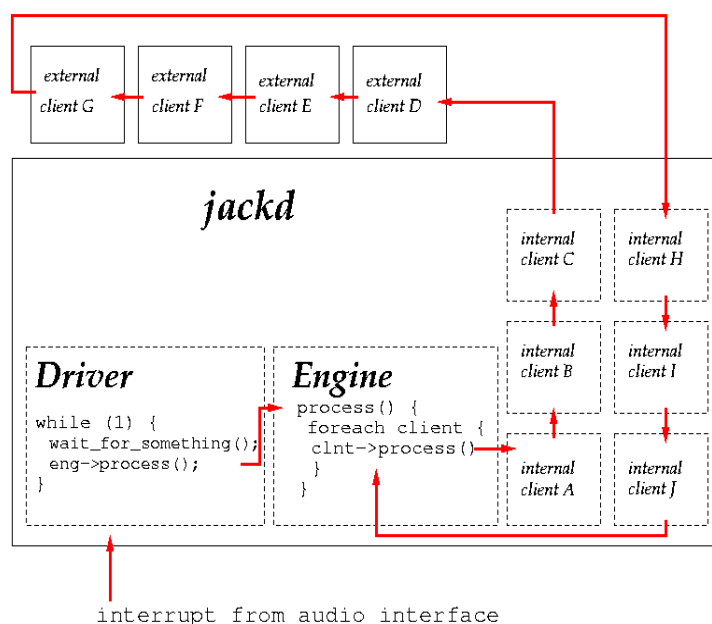 external
client G
external
client F
external
client E
external
client D
jackd
internal
client C
internal
client H
internal
client B
internal
client I
internal
client A
internal
client J
Driver
while (1) {
wait_for_something();
eng->process();
}
Engine
process() {
foreach client {
clnt->process()
}
}
interrupt from audio interface